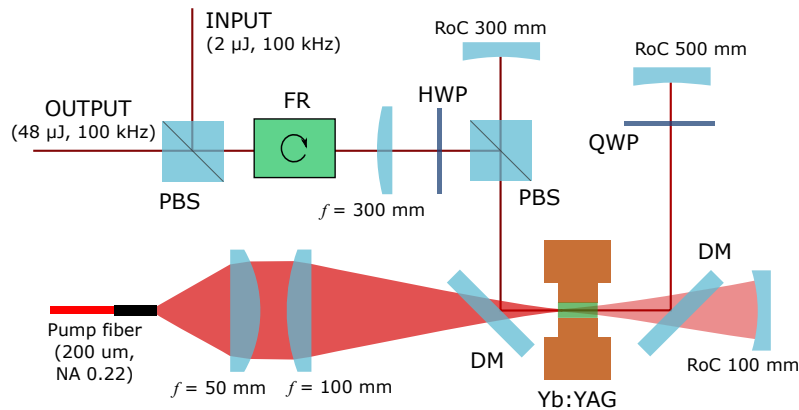 INPUT
(2 µJ, 100 kHz)
OUTPUT
(48 µJ, 100 kHz)
PBS
FR
f = 300 mm
HWP
RoC 300 mm
PBS
RoC 500 mm
QWP
Pump fiber
(200 um,
NA 0.22)
f = 50 mm
f = 100 mm
DM
Yb:YAG
DM
RoC 100 mm